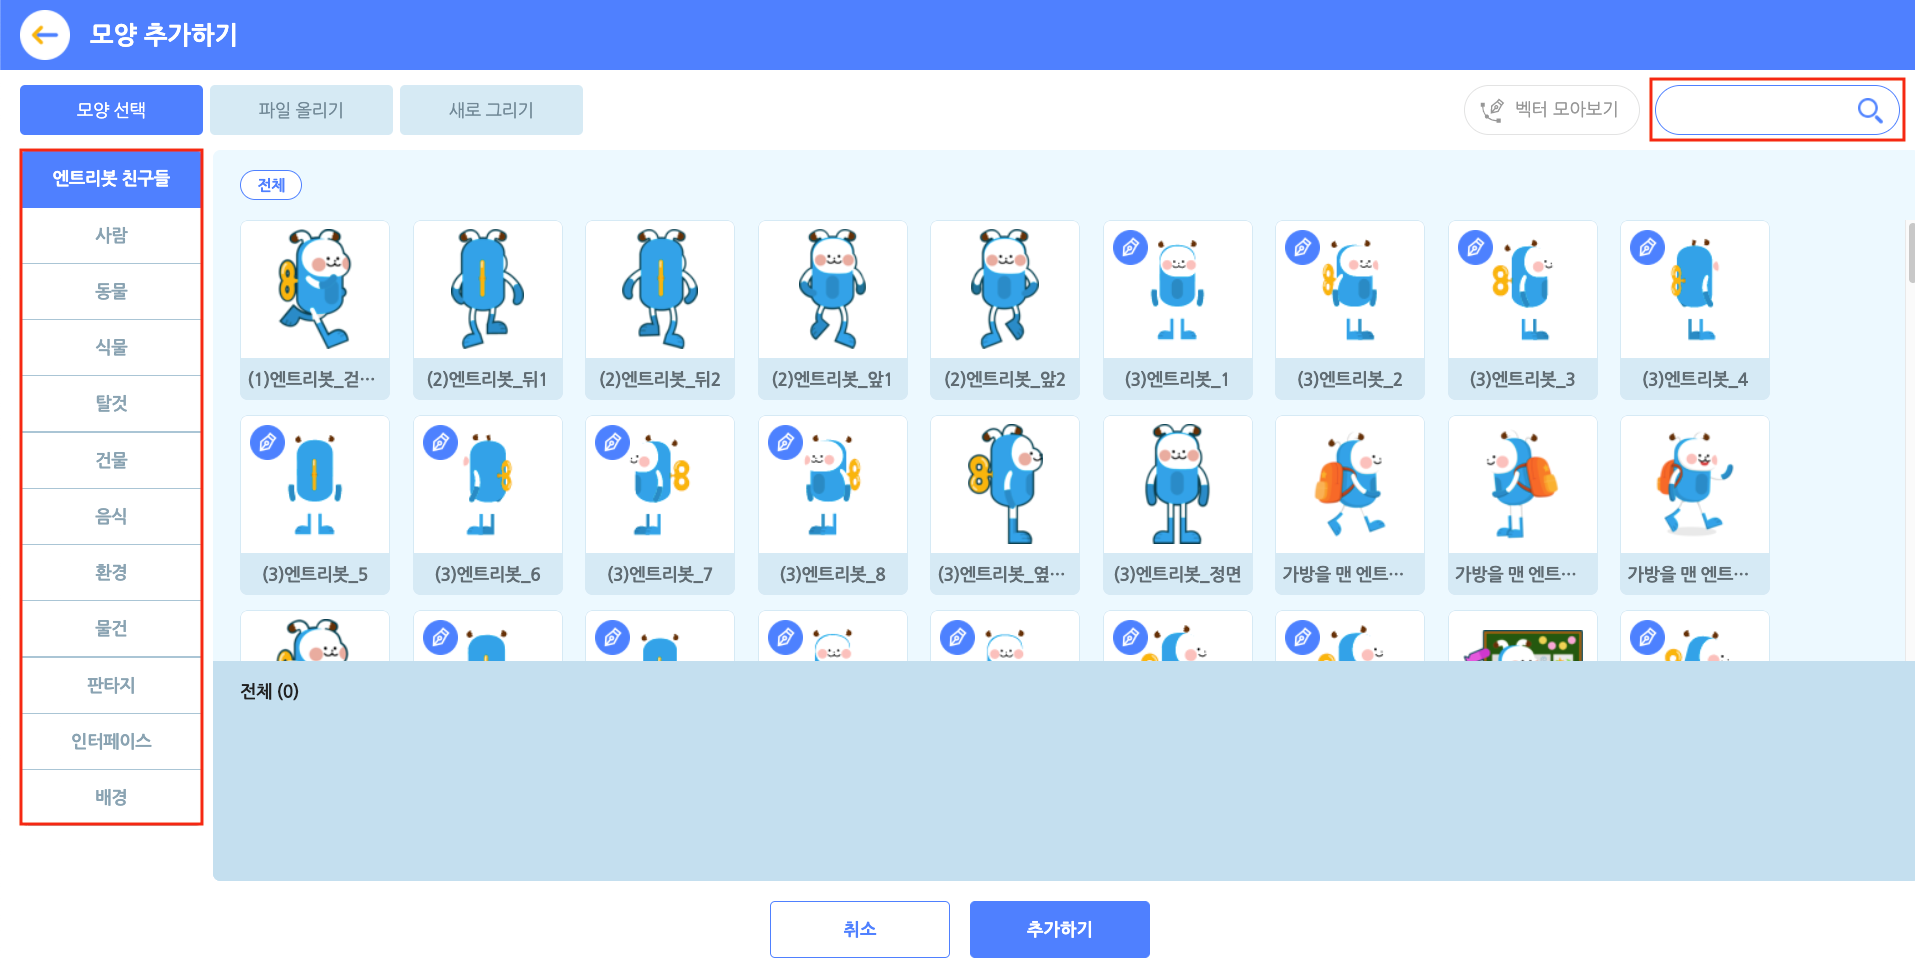 모양 추가하기
모양 선택
파일 올리기
새로 그리기
벡터 모아보기
엔트리봇 친구들
사람
동물
식물
탈것
건물
음식
환경
물건
판타지
인터페이스
배경
전체
(1)엔트리봇_걷…
(2)엔트리봇_뒤1
(2)엔트리봇_뒤2
(2)엔트리봇_앞1
(2)엔트리봇_앞2
(3)엔트리봇_1
(3)엔트리봇_2
(3)엔트리봇_3
(3)엔트리봇_4
(3)엔트리봇_5
(3)엔트리봇_6
(3)엔트리봇_7
(3)엔트리봇_8
(3)엔트리봇_옆…
(3)엔트리봇_정면
가방을 맨 엔트…
가방을 맨 엔트…
가방을 맨 엔트…
전체 (0)
취소
추가하기